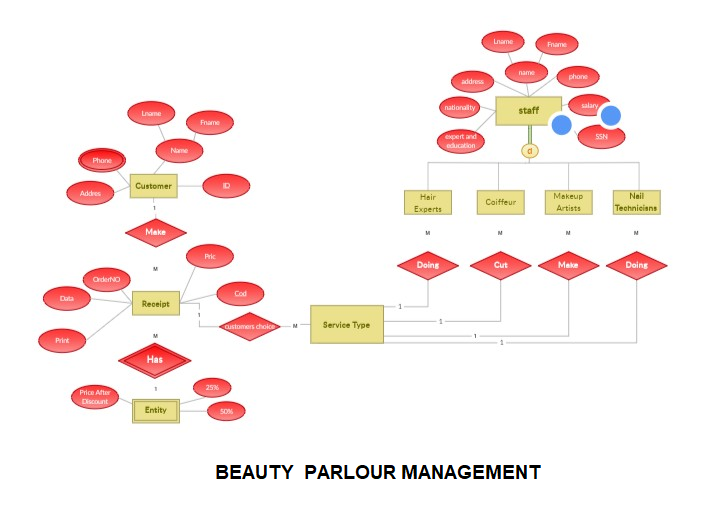 Lname
Fname
name
address
phone
staff
salary
nationality
SSN
expert and
education
d
Lname
Fname
Name
Phone
Customer
ID
Addres
1
Make
M
Hair
Experts
Coiffeur
Makeup
Artists
Nail
Technicians
M
M
M
M
Doing
Cut
Make
Doing
Pric
OrderNO
Data
Cod
Receipt
Print
1
customers choice
M
Service Type
1
1
1
1
M
Has
1
Price After
Discount
25%
Entity
50%
BEAUTY PARLOUR MANAGEMENT